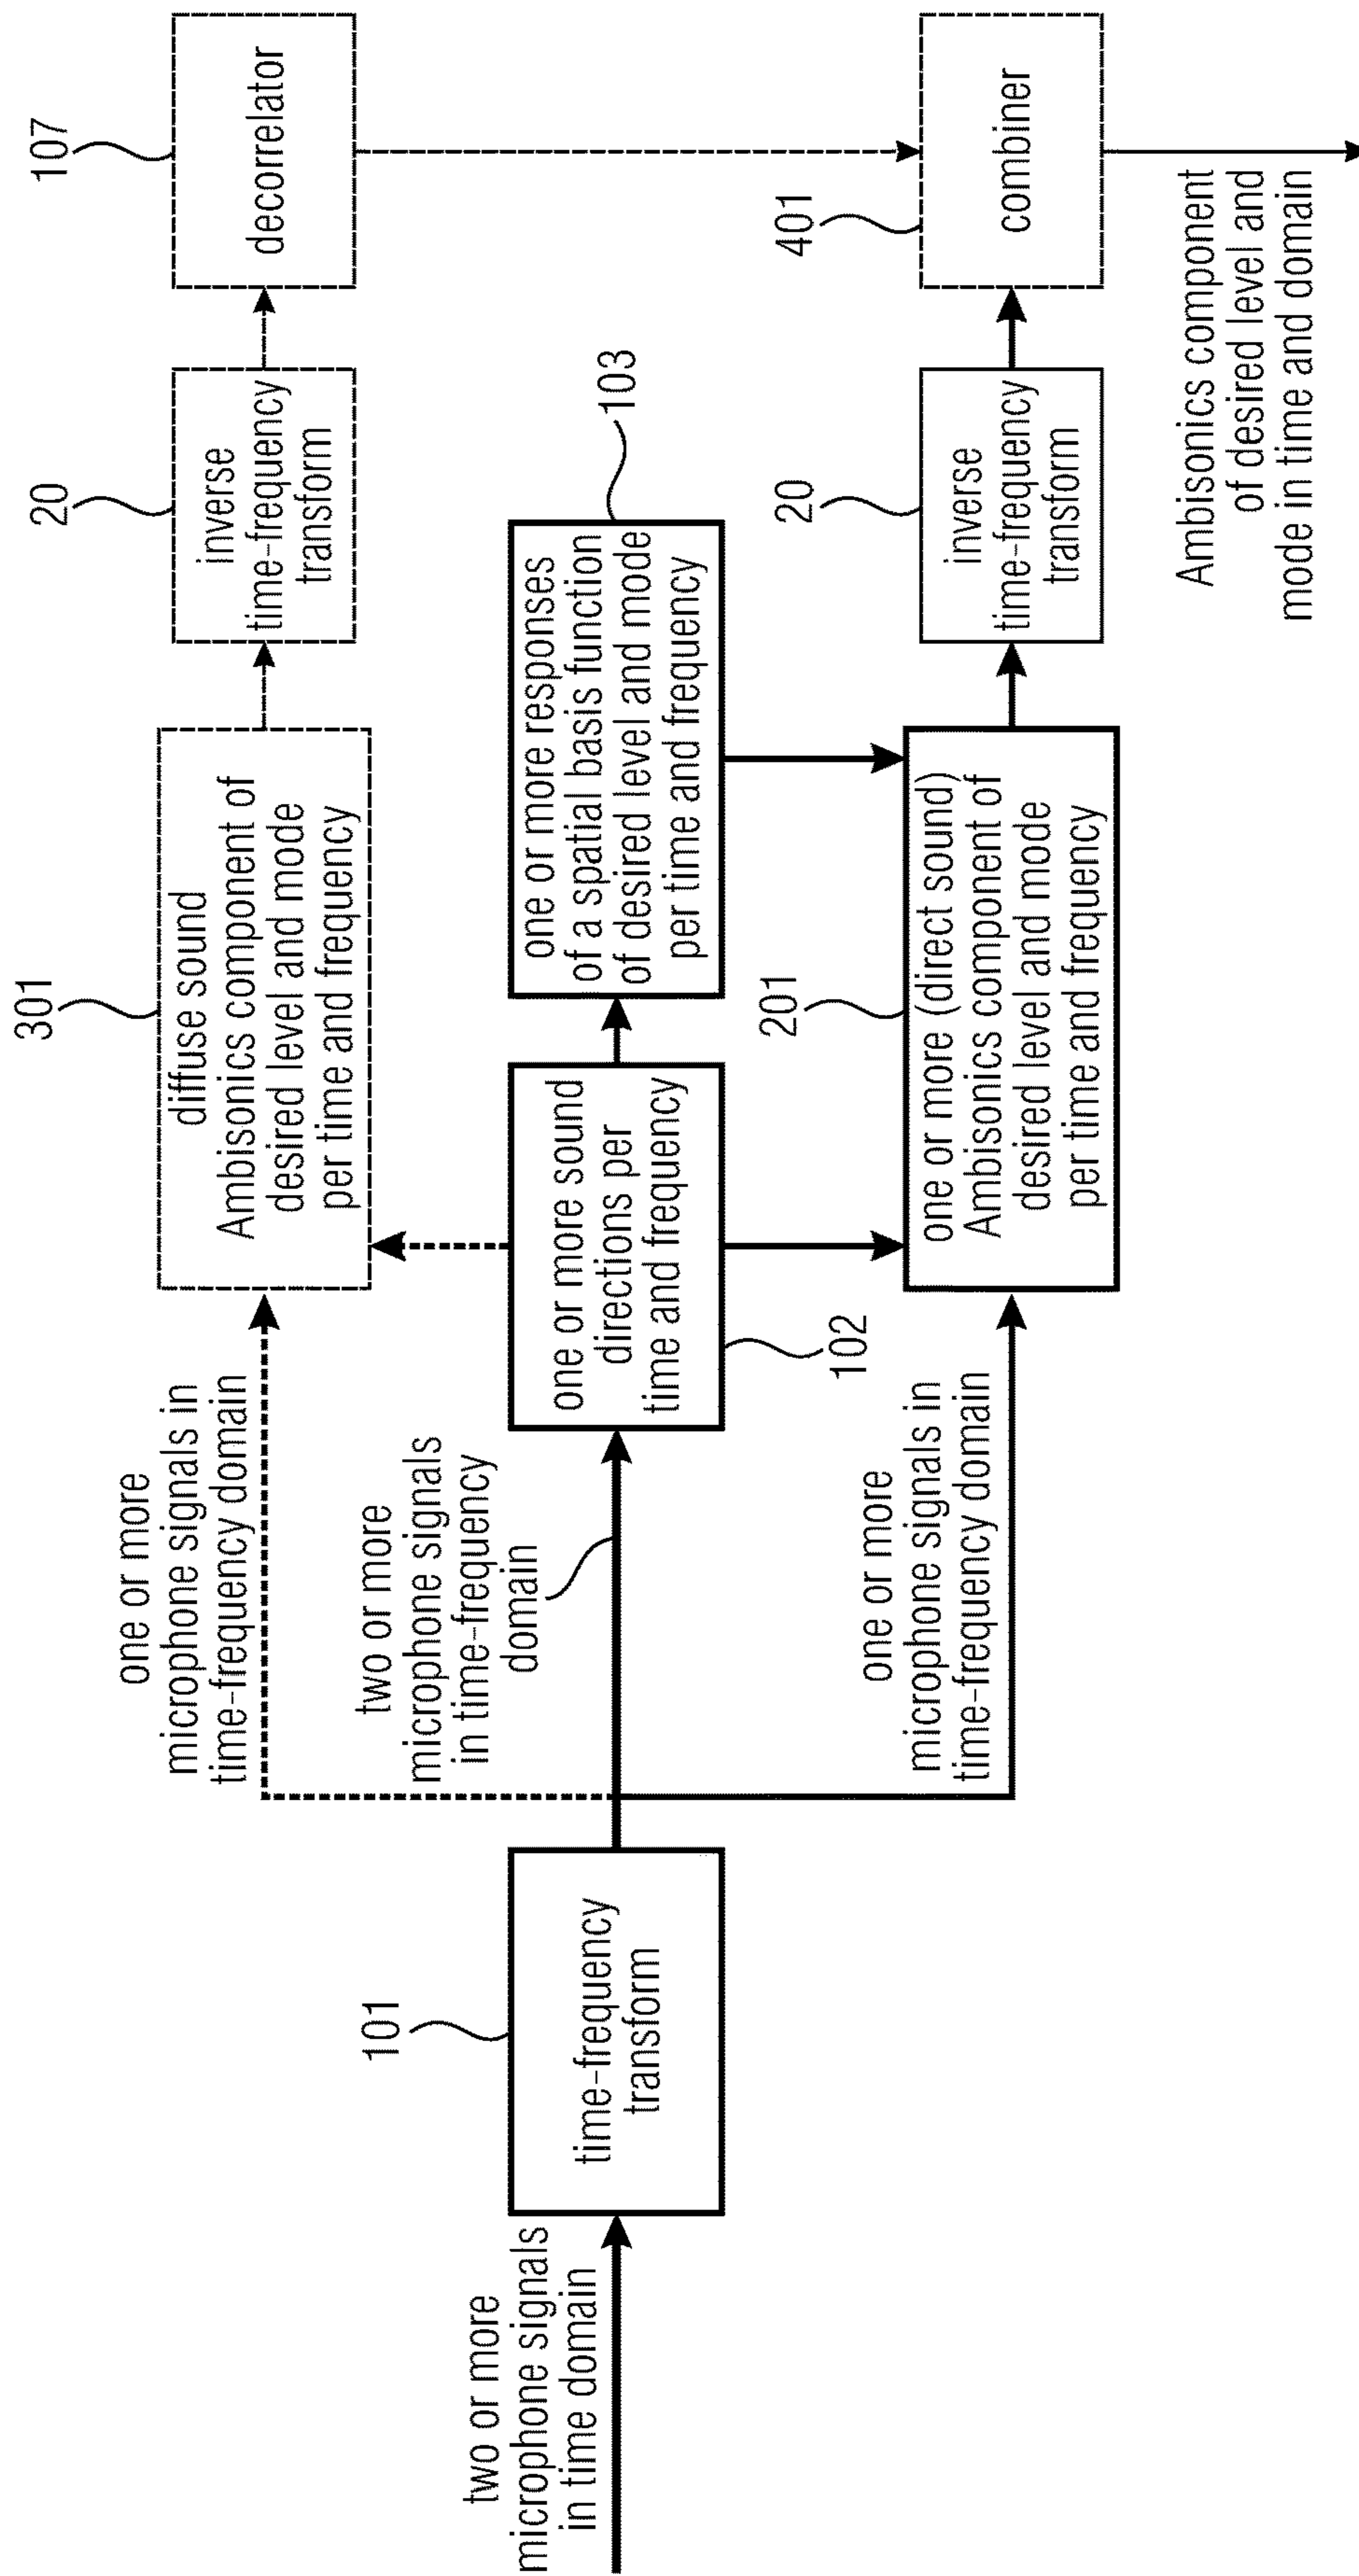 two or more
microphone signals
in time domain
101
time-frequency
transform
one or more
microphone signals in
time-frequency domain
two or more
microphone signals
in time-frequency
domain
one or more
microphone signals in
time-frequency domain
301
diffuse sound
Ambisonics component of
desired level and mode
per time and frequency
one or more sound
directions per
time and frequency
102
one or more responses
of a spatial basis function
of desired level and mode
per time and frequency
103
201
one or more (direct sound)
Ambisonics component of
desired level and mode
per time and frequency
20
inverse
time-frequency
transform
20
inverse
time-frequency
transform
107
decorrelator
401
combiner
Ambisonics component
of desired level and
mode in time and domain